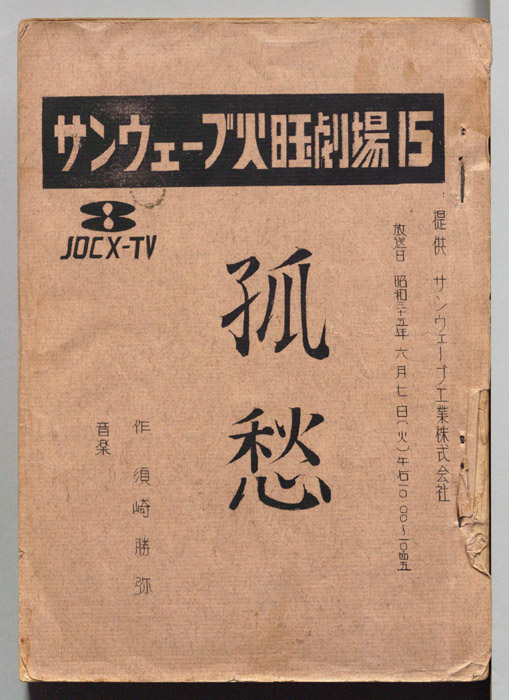 サンウェーブ火曜劇場15
8
JOCX-TV
提供 サンウェーブ工業株式会社
放送日 昭和三十五年 六月七日(火)午后一〇.〇〇〜一〇.四五
孤愁
作 須崎勝弥
音楽